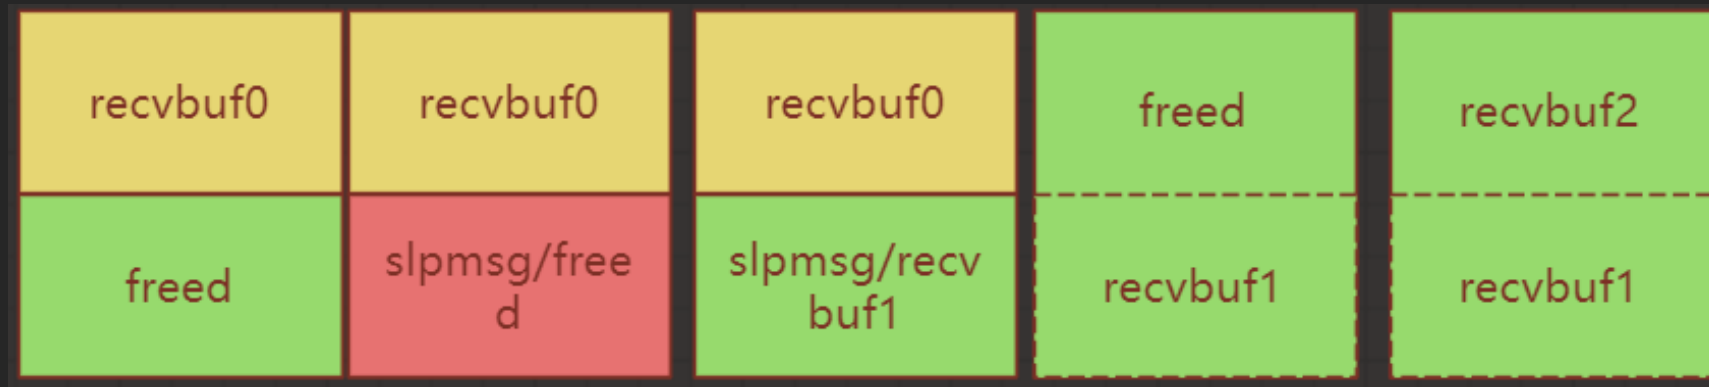 recvbuf0
recvbuf0
recvbuf0
freed
recvbuf2
freed
slpmsg/free
d
slpmsg/recv
buf1
recvbuf1
recvbuf1